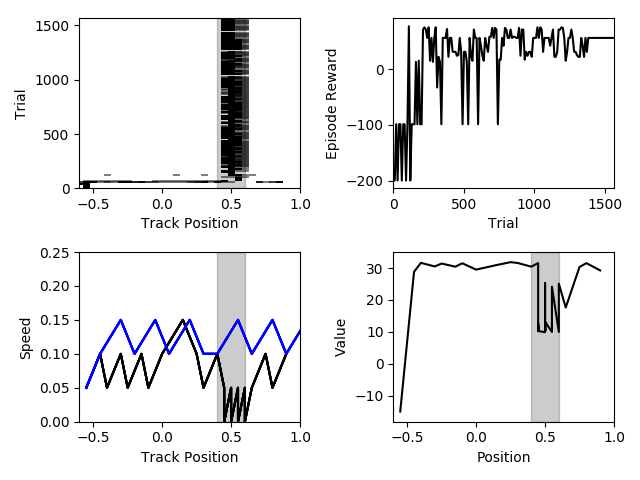 1500
1000
500
0
Trial
−0.5 0.0 0.5 1.0
Track Position
0
−100
−200
Episode Reward
0 500 1000 1500
Trial
0.25
0.20
0.15
0.10
0.05
0.00
Speed
−0.5 0.0 0.5 1.0
Track Position
30
20
10
0
−10
Value
−0.5 0.0 0.5 1.0
Position